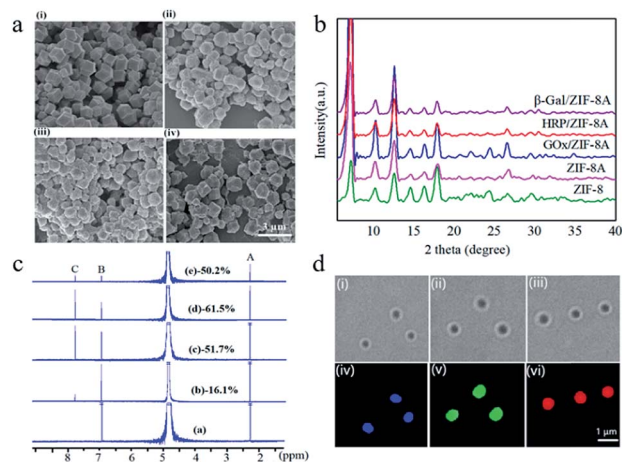 a
(i)
(ii)
(iii)
(iv)
3 μm
b
Intensity(a.u.)
β-Gal/ZIF-8A
HRP/ZIF-8A
GOx/ZIF-8A
ZIF-8A
ZIF-8
10 15 20 25 30 35 40
2 theta (degree)
c
C B A
(e)-50.2%
(d)-61.5%
(c)-51.7%
(b)-16.1%
(a)
8 7 6 5 4 3 2 (ppm)
d
(i)
(ii)
(iii)
(iv)
(v)
(vi)
1 μm